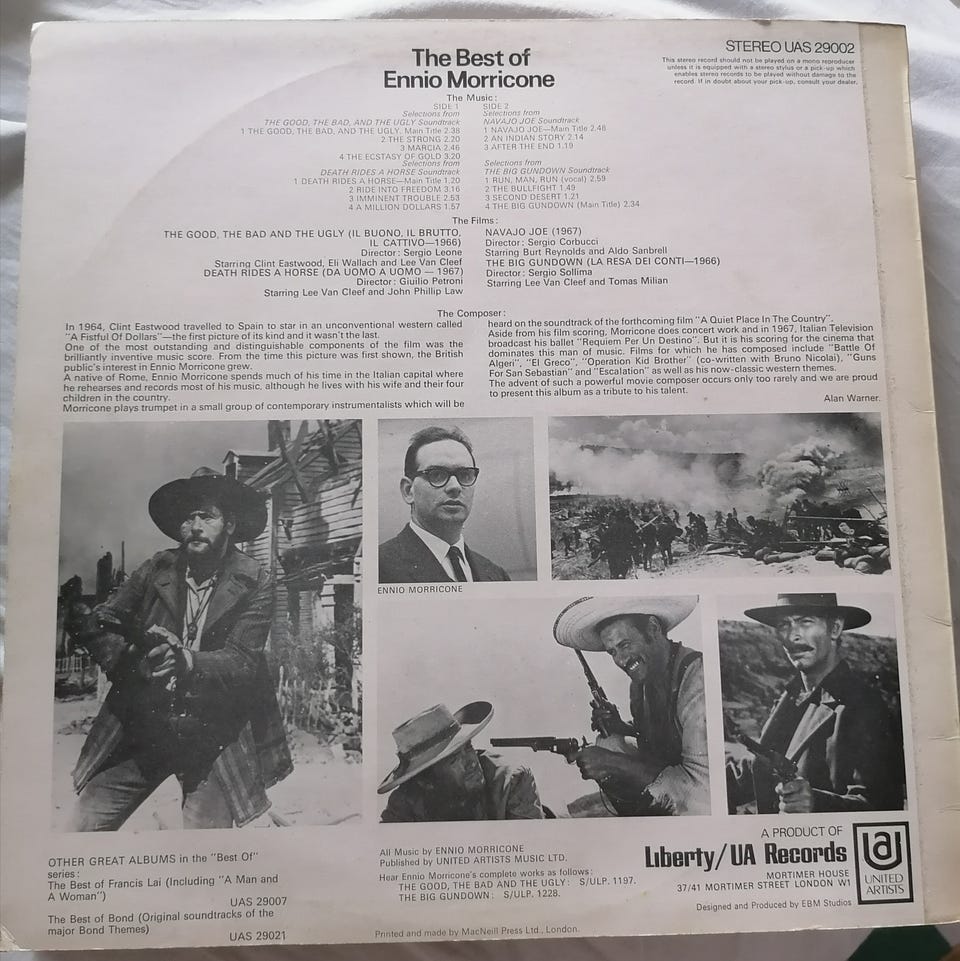 The Best of
Ennio Morricone
STEREO UAS 29002
This stereo record should not be played on a mono reproducer
unless it is equipped with a stereo stylus or a pick-up which
enables stereo records to be played without damage to the
record. If in doubt about your pick-up, consult your dealer.
The Music:
SIDE 1
Selections from
THE GOOD, THE BAD, AND THE UGLY Soundtrack
1 THE GOOD, THE BAD, AND THE UGLY. Main Title 2.38
2 THE STRONG 2.20
3 MARCIA 2.46
4 THE ECSTASY OF GOLD 3.20
Selections from
DEATH RIDES A HORSE Soundtrack
1 DEATH RIDES A HORSE—Main Title 1.20
2 RIDE INTO FREEDOM 3.16
3 IMMINENT TROUBLE 2.53
4 A MILLION DOLLARS 1.57
SIDE 2
Selections from
NAVAJO JOE Soundtrack
1 NAVAJO JOE—Main Title 2.48
2 AN INDIAN STORY 2.14
3 AFTER THE END 1.19
Selections from
THE BIG GUNDOWN Soundtrack
1 RUN, MAN, RUN (vocal) 2.59
2 THE BULLFIGHT 1.49
3 SECOND DESERT 1.21
4 THE BIG GUNDOWN (Main Title) 2.34
The Films:
THE GOOD, THE BAD AND THE UGLY (IL BUONO, IL BRUTTO,
IL CATTIVO—1966)
Director: Sergio Leone
Starring Clint Eastwood, Eli Wallach and Lee Van Cleef
DEATH RIDES A HORSE (DA UOMO A UOMO — 1967)
Director: Giuilio Petroni
Starring Lee Van Cleef and John Phillip Law
NAVAJO JOE (1967)
Director: Sergio Corbucci
Starring Burt Reynolds and Aldo Sanbrell
THE BIG GUNDOWN (LA RESA DEI CONTI—1966)
Director: Sergio Sollima
Starring Lee Van Cleef and Tomas Milian
The Composer:
In 1964, Clint Eastwood travelled to Spain to star in an unconventional western called
"A Fistful Of Dollars"—the first picture of its kind and it wasn't the last.
One of the most outstanding and distinguishable components of the film was the
brilliantly inventive music score. From the time this picture was first shown, the British
public's interest in Ennio Morricone grew.
A native of Rome, Ennio Morricone spends much of his time in the Italian capital where
he rehearses and records most of his music, although he lives with his wife and their four
children in the country.
Morricone plays trumpet in a small group of contemporary instrumentalists which will be
heard on the soundtrack of the forthcoming film "A Quiet Place In The Country".
Aside from his film scoring, Morricone does concert work and in 1967, Italian Television
broadcast his ballet "Requiem Per Un Destino". But it is his scoring for the cinema that
dominates this man of music. Films for which he has composed include "Battle Of
Algeri", "El Greco", "Operation Kid Brother" (co-written with Bruno Nicolai), "Guns
For San Sebastian" and "Escalation" as well as his now-classic western themes.
The advent of such a powerful movie composer occurs only too rarely and we are proud
to present this album as a tribute to his talent.
Alan Warner.
ENNIO MORRICONE
OTHER GREAT ALBUMS in the "Best Of"
series:
The Best of Francis Lai (Including "A Man and
A Woman")
UAS 29007
The Best of Bond (Original soundtracks of the
major Bond Themes)
UAS 29021
All Music by ENNIO MORRICONE
Published by UNITED ARTISTS MUSIC LTD.
Hear Ennio Morricone's complete works as follows:
THE GOOD, THE BAD AND THE UGLY: S/ULP. 1197.
THE BIG GUNDOWN: S/ULP. 1228.
Printed and made by MacNeill Press Ltd., London.
A PRODUCT OF
Liberty/UA Records
MORTIMER HOUSE
37/41 MORTIMER STREET LONDON W1
Designed and Produced by EBM Studios
UA
UNITED
ARTISTS